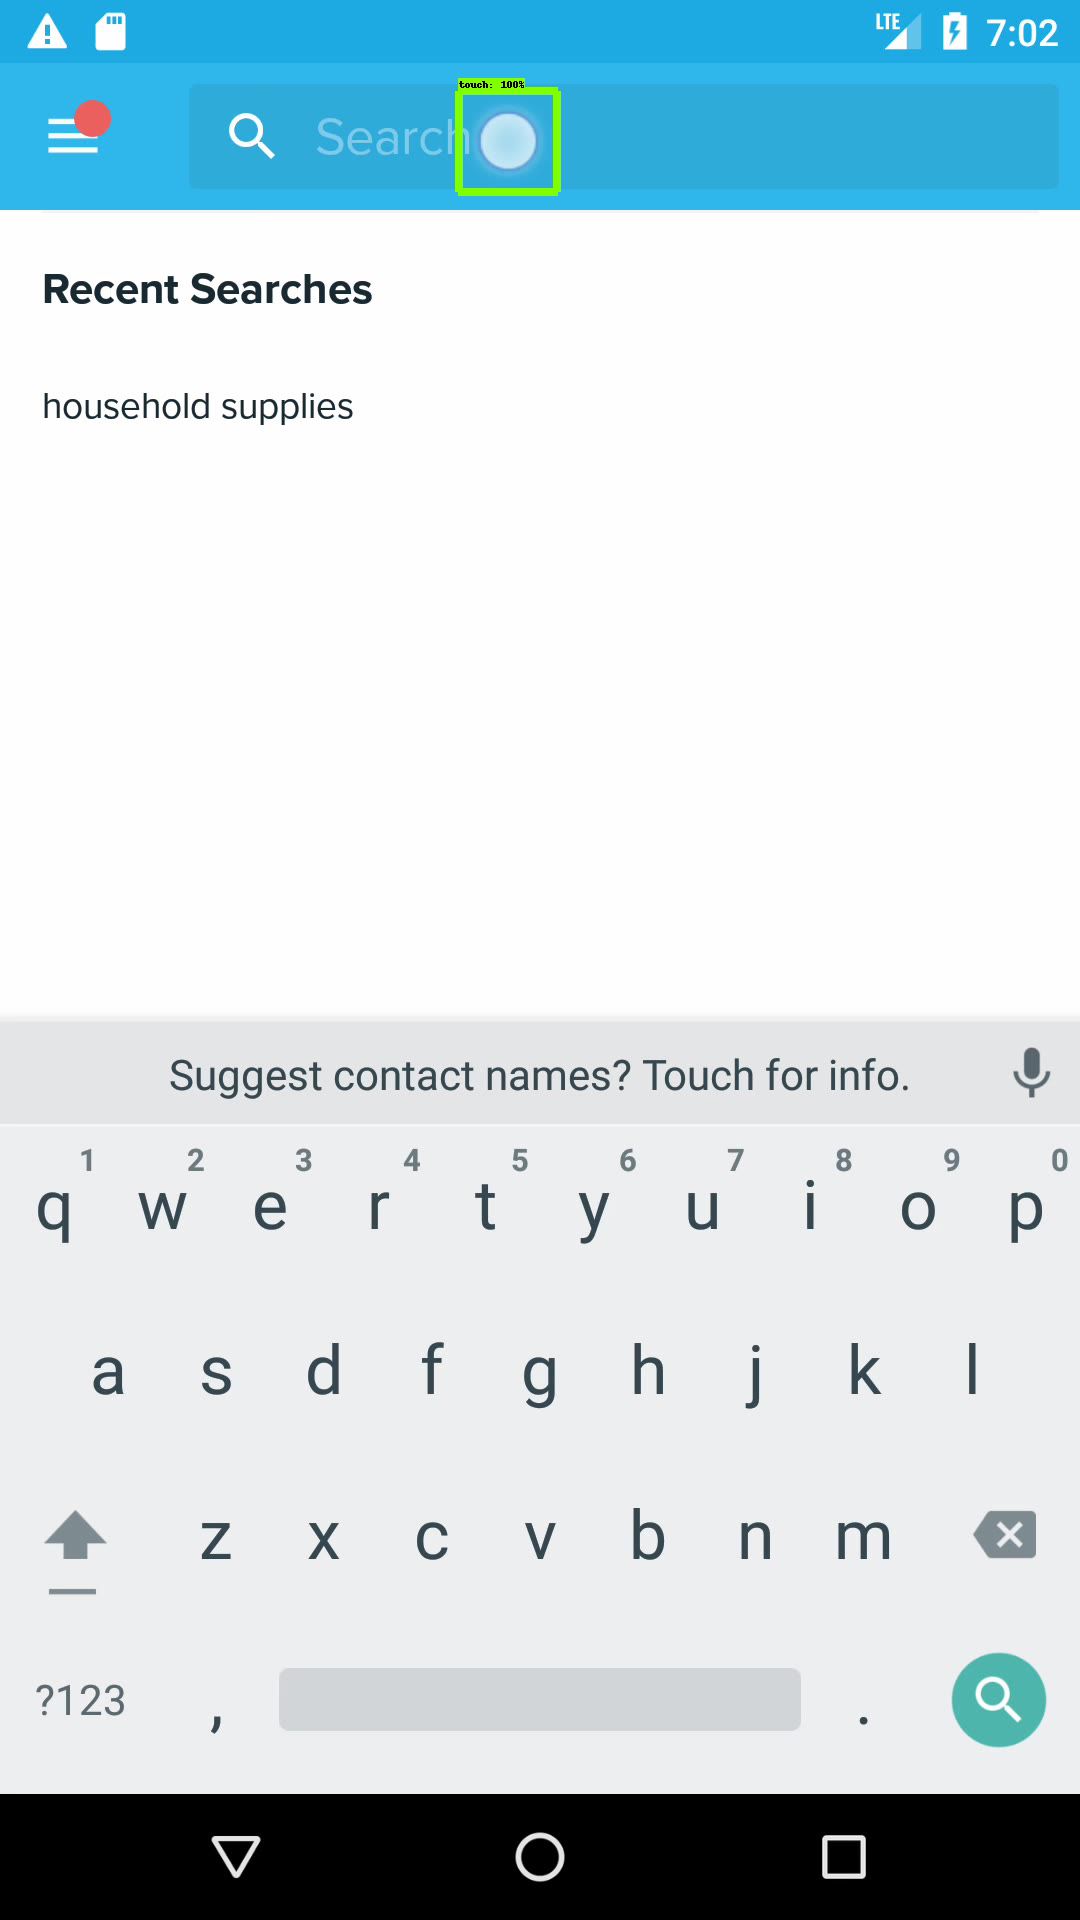 LTE 7:02
touch: 100%
Search
Recent Searches
household supplies
Suggest contact names? Touch for info.
1 2 3 4 5 6 7 8 9 0
q w e r t y u i o p
a s d f g h j k l
z x c v b n m
?123 , .